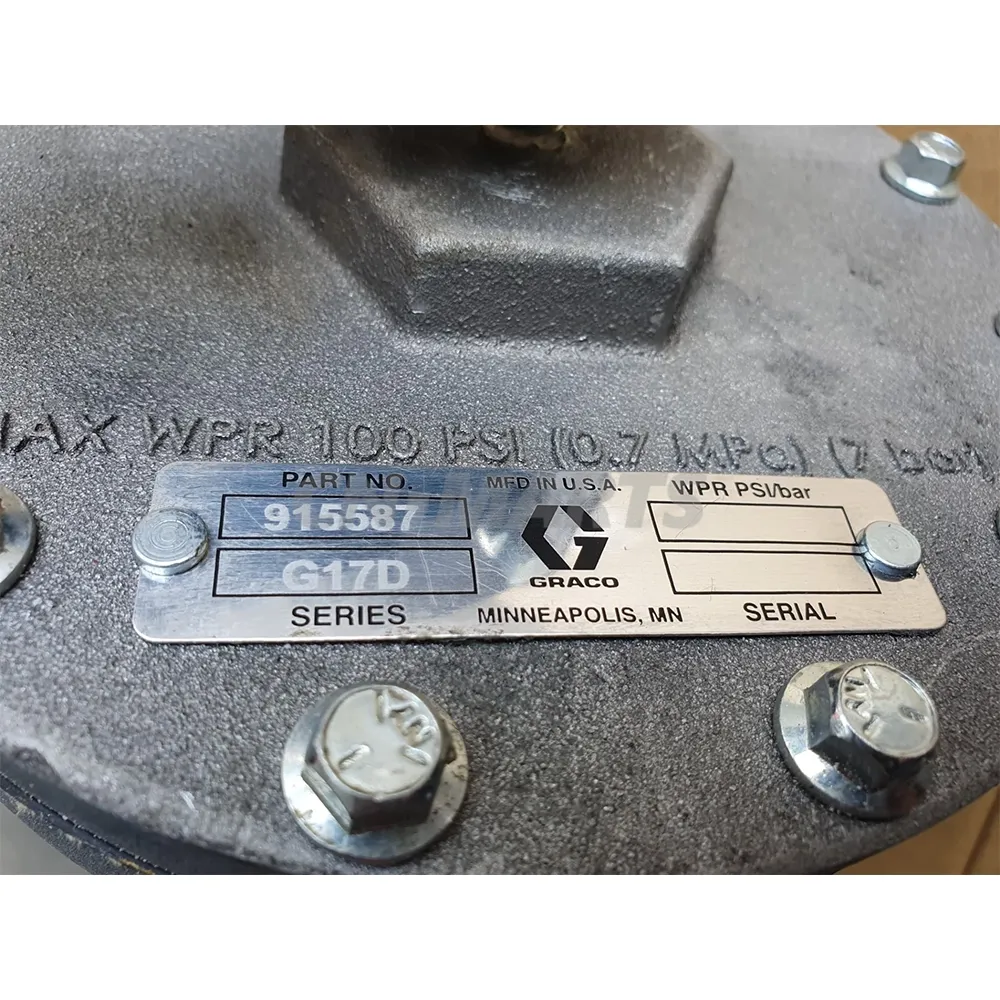 MAX WPR 100 PSI (0.7 MPa) (7 bar)
PART NO. MFD IN U.S.A. WPR PSI/bar
915587
G
G17D
GRACO
SERIES MINNEAPOLIS, MN SERIAL